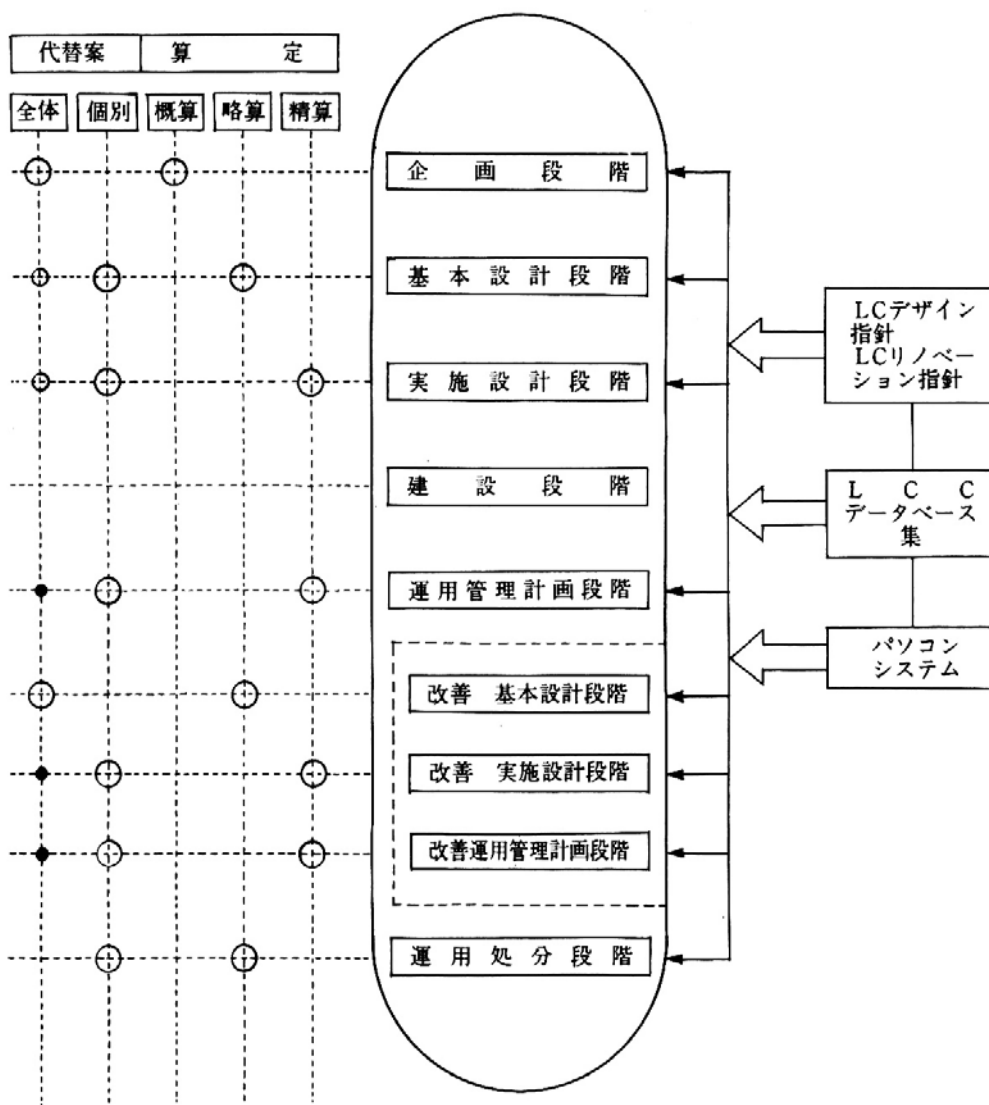 代替案 算定
全体 個別 概算 略算 精算
企画段階
基本設計段階
実施設計段階
建設段階
運用管理計画段階
改善 基本設計段階
改善 実施設計段階
改善運用管理計画段階
運用処分段階
LCデザイン
指針
LCリノベー
ション指針
LCC
データベース
集
パソコン
システム